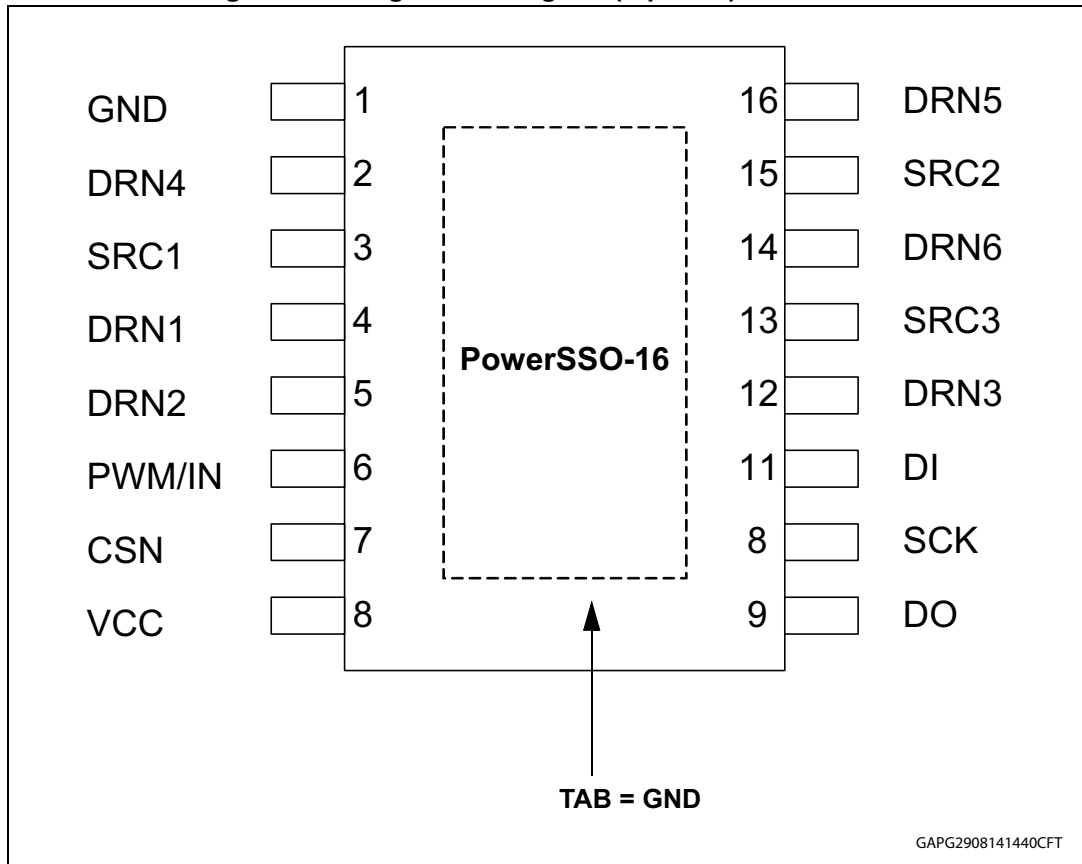 GND 1 16 DRN5
DRN4 2 15 SRC2
SRC1 3 14 DRN6
DRN1 4 13 SRC3
PowerSSO-16
DRN2 5 12 DRN3
PWM/IN 6 11 DI
CSN 7 8 SCK
VCC 8 9 DO
TAB = GND
GAPG2908141440CFT